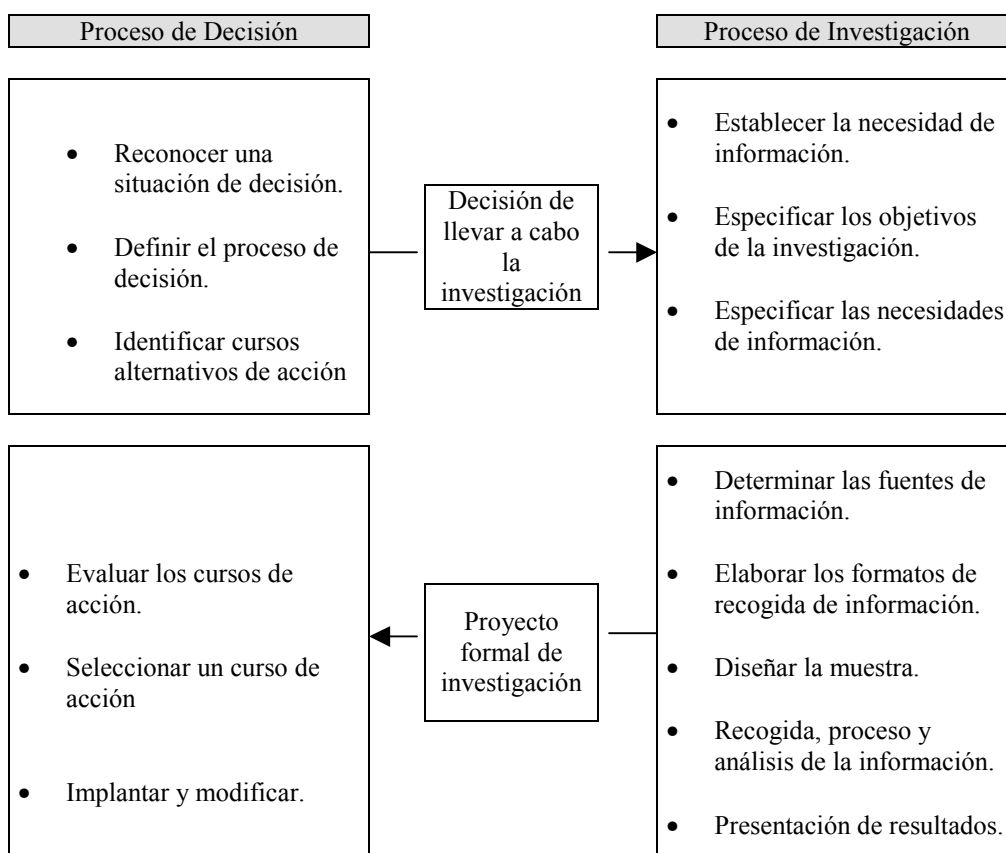 Proceso de Decisión
Proceso de Investigación
• Reconocer una
situación de decisión.
• Definir el proceso de
decisión.
• Identificar cursos
alternativos de acción
Decisión de
llevar a cabo
la
investigación
• Establecer la necesidad de
información.
• Especificar los objetivos
de la investigación.
• Especificar las necesidades
de información.
• Evaluar los cursos de
acción.
• Seleccionar un curso de
acción
• Implantar y modificar.
Proyecto
formal de
investigación
• Determinar las fuentes de
información.
• Elaborar los formatos de
recogida de información.
• Diseñar la muestra.
• Recogida, proceso y
análisis de la información.
• Presentación de resultados.